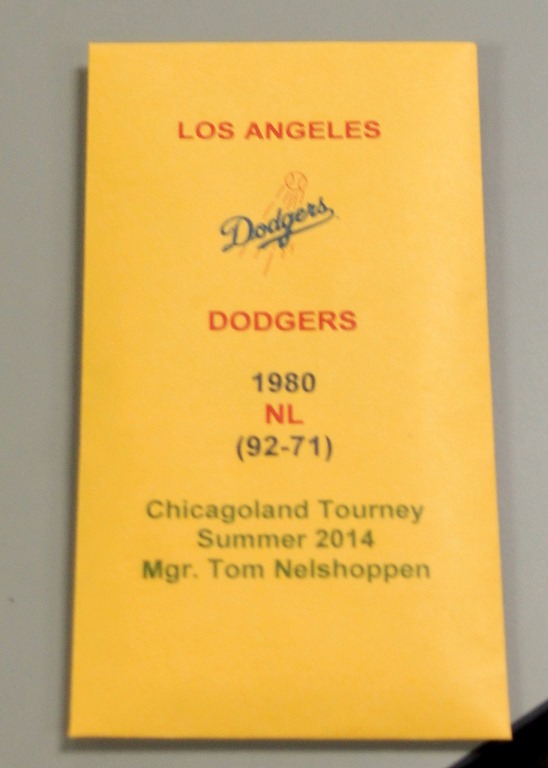 LOS ANGELES
Dodgers
DODGERS
1980
NL
(92-71)
Chicagoland Tourney
Summer 2014
Mgr. Tom Nelshoppen